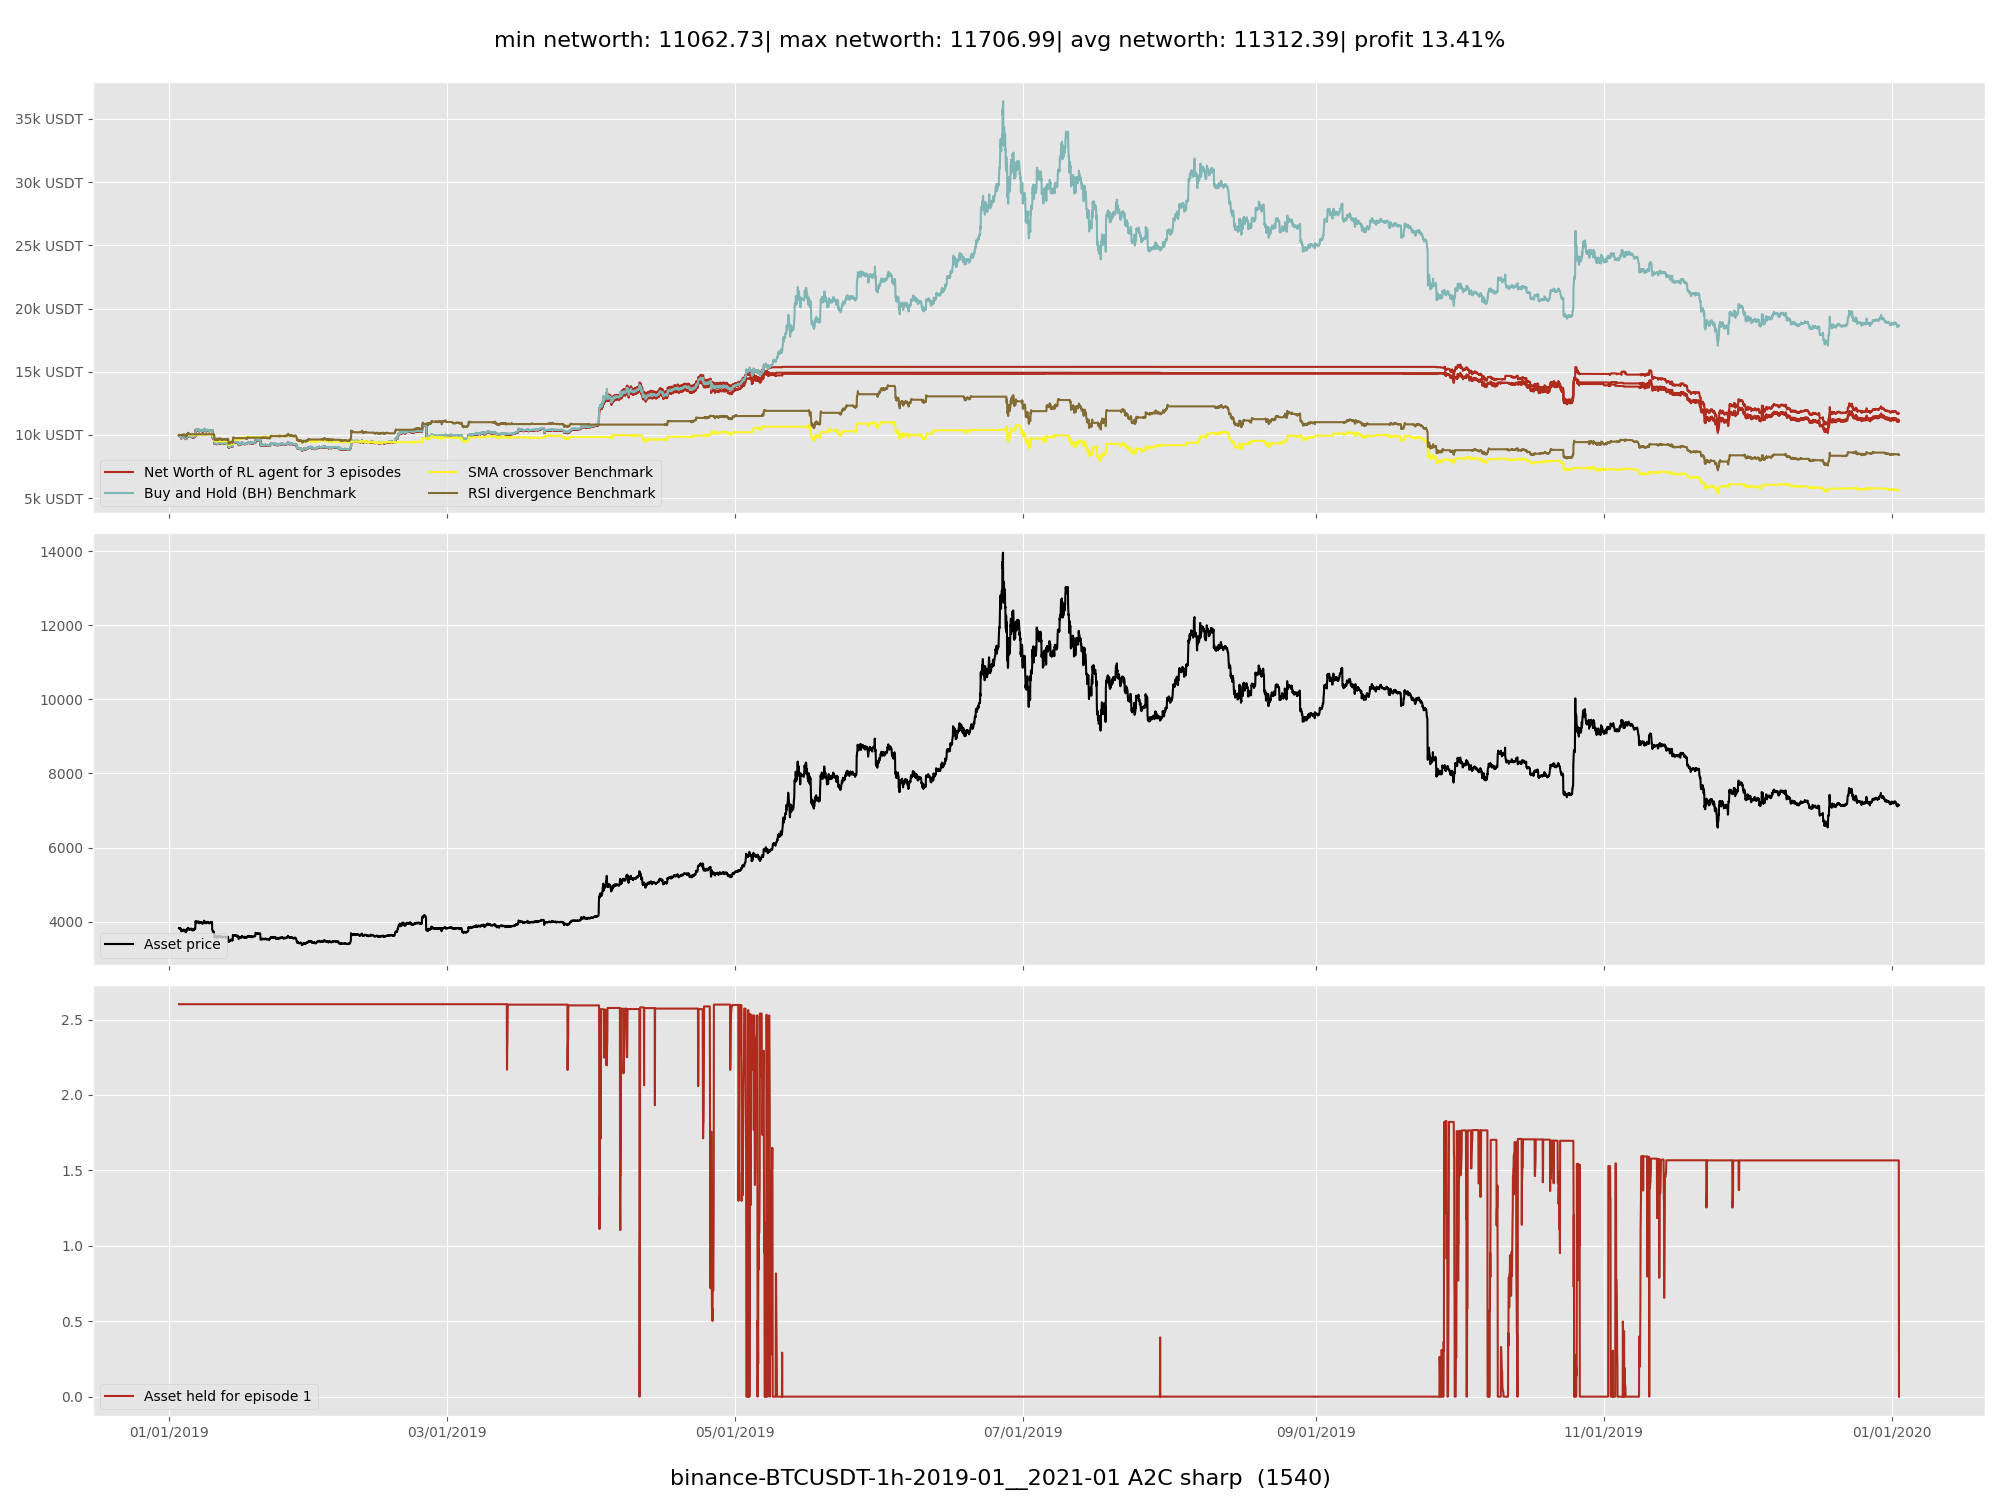 min networth: 11062.73| max networth: 11706.99| avg networth: 11312.39| profit 13.41%
35k USDT
30k USDT
25k USDT
20k USDT
15k USDT
10k USDT
5k USDT
Net Worth of RL agent for 3 episodes
Buy and Hold (BH) Benchmark
SMA crossover Benchmark
RSI divergence Benchmark
14000
12000
10000
8000
6000
4000
Asset price
2.5
2.0
1.5
1.0
0.5
0.0
Asset held for episode 1
01/01/2019 03/01/2019 05/01/2019 07/01/2019 09/01/2019 11/01/2019 01/01/2020
binance-BTCUSDT-1h-2019-01__2021-01 A2C sharp (1540)